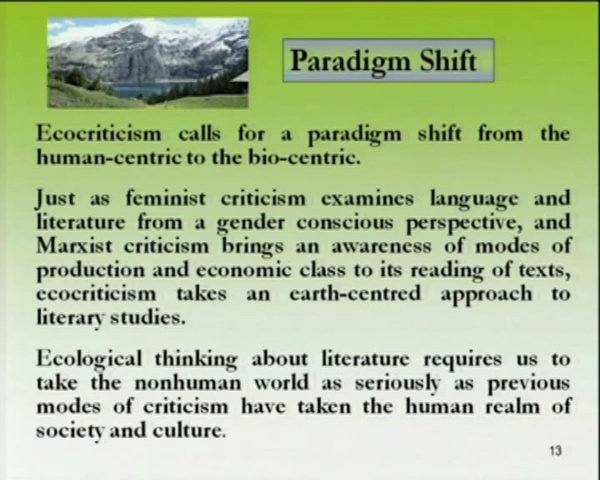 Paradigm Shift
Ecocriticism calls for a paradigm shift from the
human-centric to the bio-centric.
Just as feminist criticism examines language and
literature from a gender conscious perspective, and
Marxist criticism brings an awareness of modes of
production and economic class to its reading of texts,
ecocriticism takes an earth-centred approach to
literary studies.
Ecological thinking about literature requires us to
take the nonhuman world as seriously as previous
modes of criticism have taken the human realm of
society and culture.
13